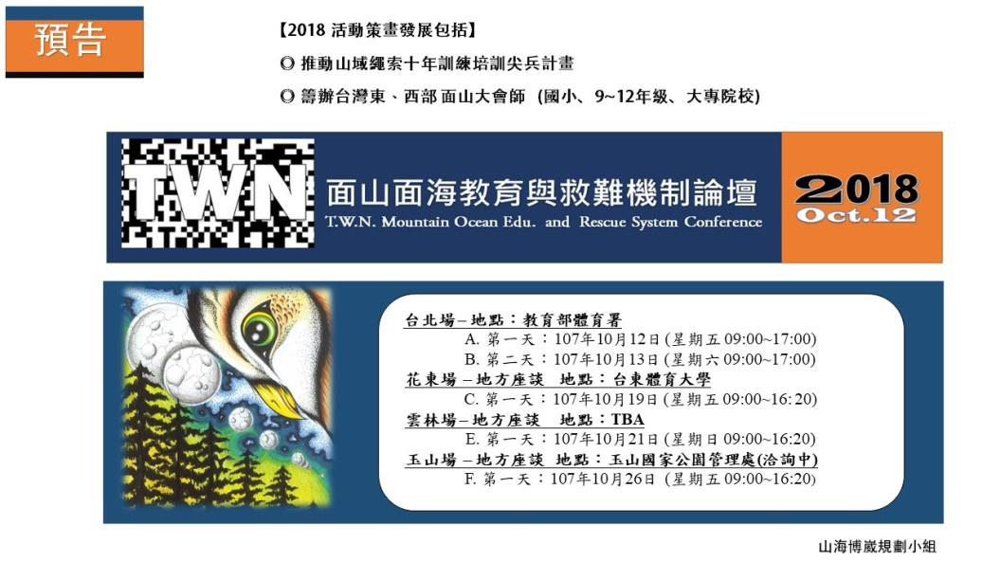 預告
【2018 活動策畫發展包括】
◎ 推動山域繩索十年訓練培訓尖兵計畫
◎ 籌辦台灣東、西部面山大會師 (國小、9~12年級、大專院校)
TWN
面山面海教育與救難機制論壇
T.W.N. Mountain Ocean Edu. and Rescue System Conference
2018
Oct.12
台北場–地點：教育部體育署
A. 第一天：107年10月12日 (星期五 09:00~17:00)
B. 第二天：107年10月13日 (星期六 09:00~17:00)
花東場 –地方座談 地點：台東體育大學
C. 第一天：107年10月19日 (星期五 09:00~16:20)
雲林場–地方座談 地點：TBA
E. 第一天：107年10月21日 (星期日 09:00~16:20)
玉山場 –地方座談 地點：玉山國家公園管理處(洽詢中)
F. 第一天：107年10月26日 (星期五 09:00~16:20)
山海博崴規劃小組